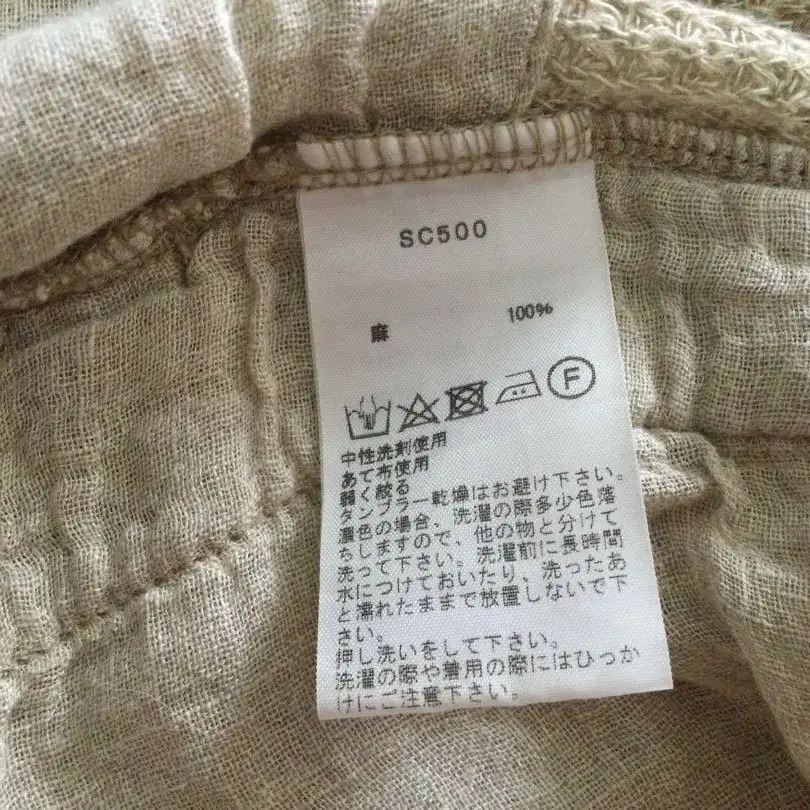 SC500
麻 100%
F
中性洗剤使用
あて布使用
弱く絞る
タンブラー乾燥はお避け下さい。
濃色の場合、洗濯の際多少色落
ちしますので、他の物と分けて
洗って下さい。洗濯前に長時間
水につけておいたり、洗ったあ
と濡れたままで放置しないで下
さい。
押し洗いをして下さい。
洗濯の際や着用の際にはひっか
けにご注意下さい。